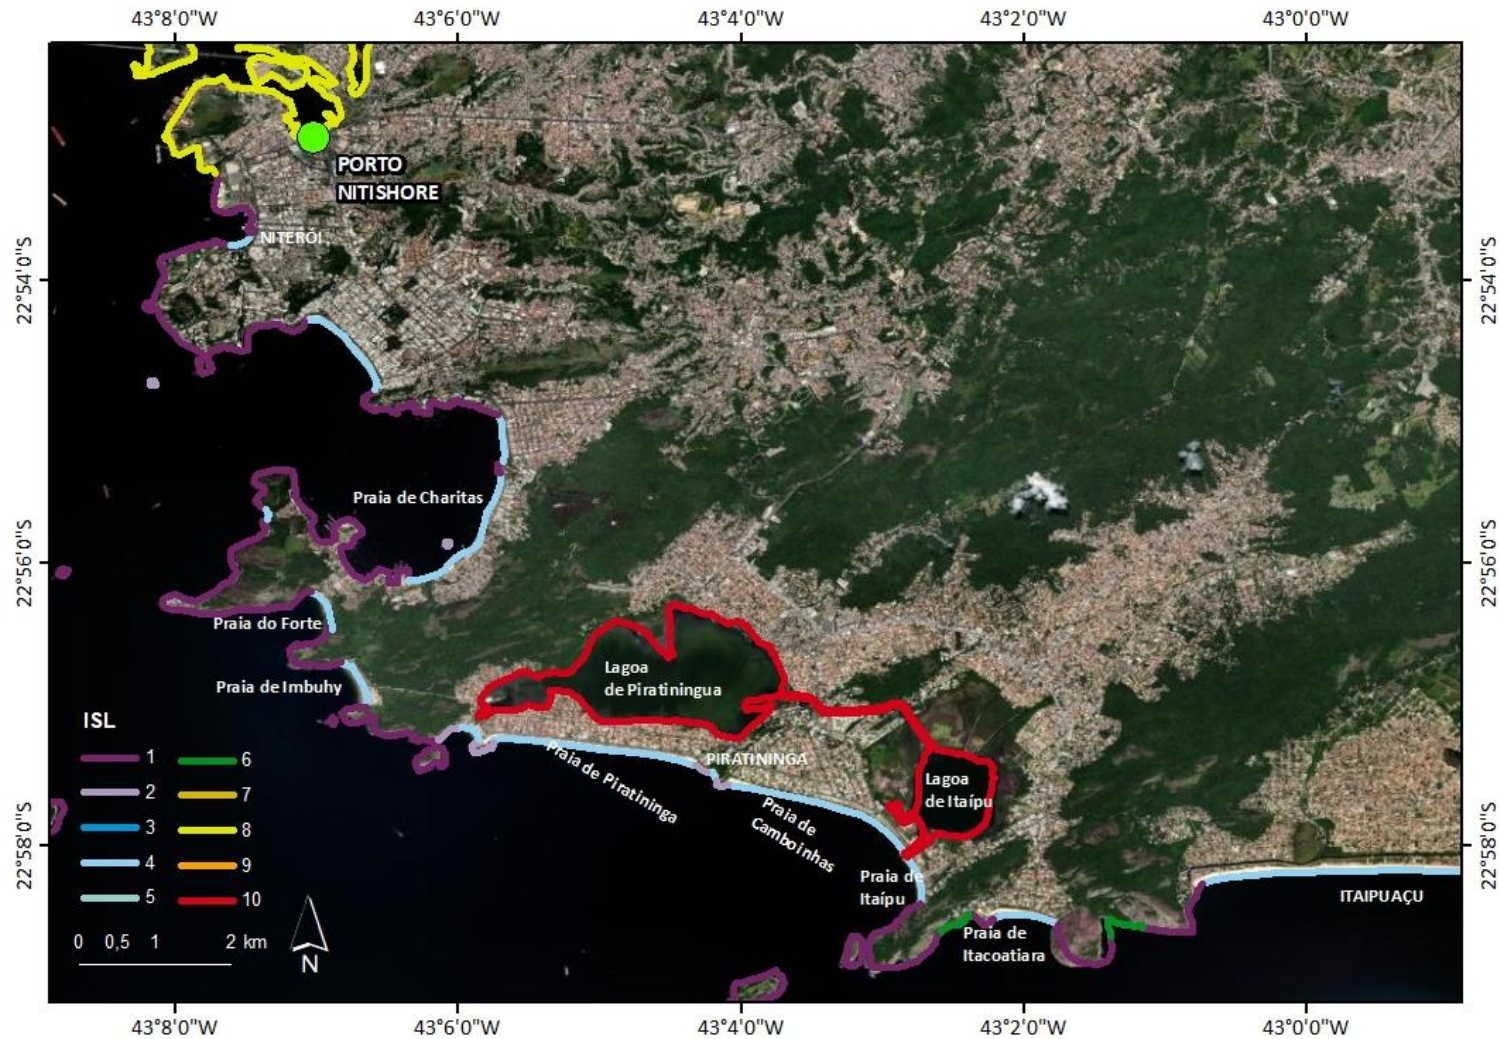 43°8'0"W
43°6'0"W
43°4'0"W
43°2'0"W
43°0'0"W
PORTO
NITISHORE
NITERÓI
22°54'0"S
22°54'0"S
Praia de Charitas
22°56'0"S
22°56'0"S
Praia do Forte
Praia de Imbuhy
Lagoa
de Piratiningua
PIRATININGA
Praia de Piratininga
Praia de
Camboinhas
Lagoa
de Itaípu
Praia de
Itaípu
Praia de
Itacoatiara
ITAIPUAÇU
22°58'0"S
22°58'0"S
ISL
1
2
3
4
5
6
7
8
9
10
0 0,5 1 2 km
N
43°8'0"W
43°6'0"W
43°4'0"W
43°2'0"W
43°0'0"W